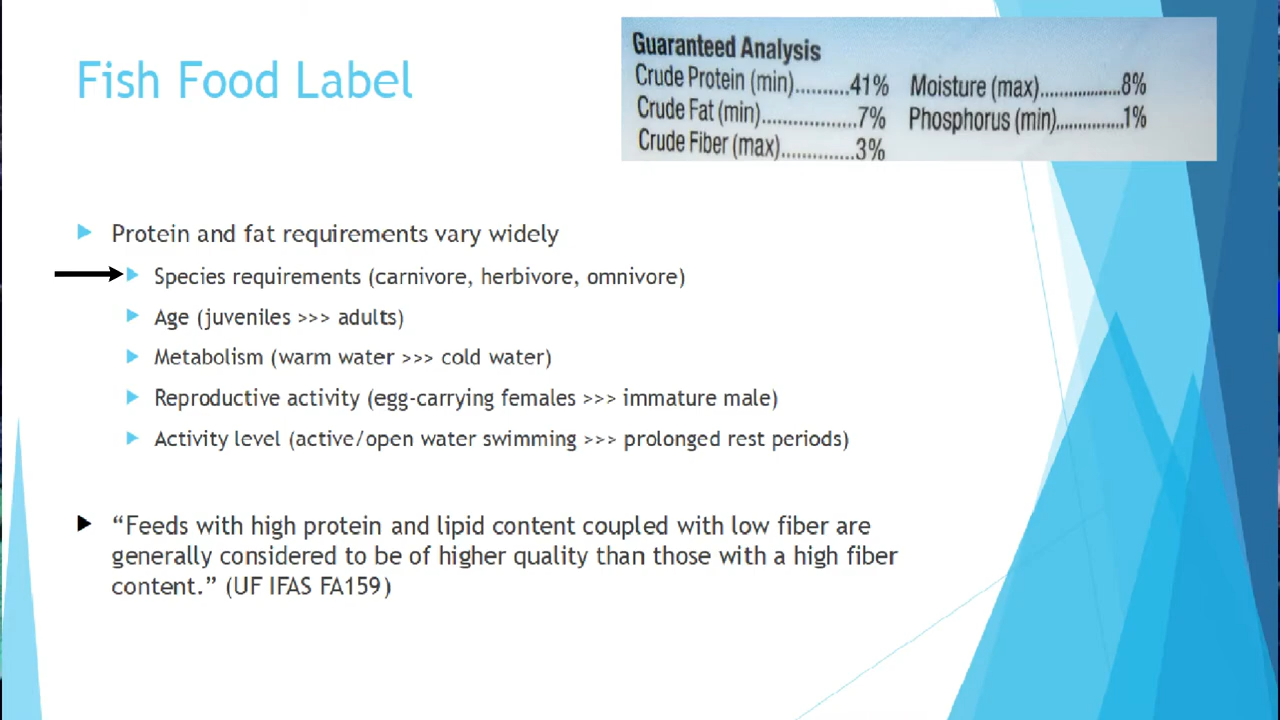 Fish Food Label
Guaranteed Analysis
Crude Protein (min)..........41%
Crude Fat (min)..................7%
Crude Fiber (max)..............3%
Moisture (max).................8%
Phosphorus (min)...............1%
Protein and fat requirements vary widely
Species requirements (carnivore, herbivore, omnivore)
Age (juveniles >>> adults)
Metabolism (warm water >>> cold water)
Reproductive activity (egg-carrying females >>> immature male)
Activity level (active/open water swimming >>> prolonged rest periods)
“Feeds with high protein and lipid content coupled with low fiber are
generally considered to be of higher quality than those with a high fiber
content.” (UF IFAS FA159)